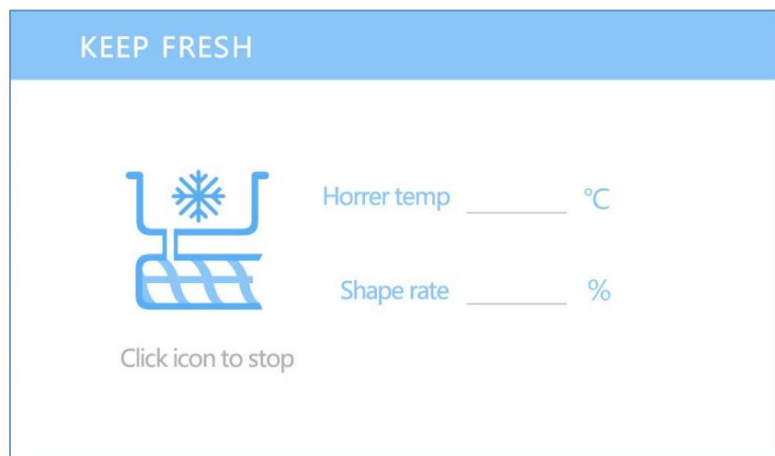 KEEP FRESH
Horrer temp ℃
Shape rate %
Click icon to stop